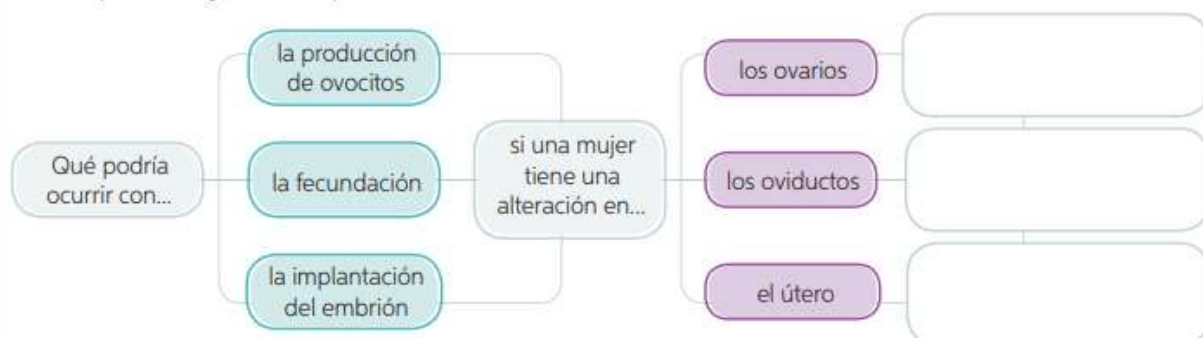 Qué podría
ocurrir con...
la producción
de ovocitos
la fecundación
la implantación
del embrión
si una mujer
tiene una
alteración en...
los ovarios
los oviductos
el útero